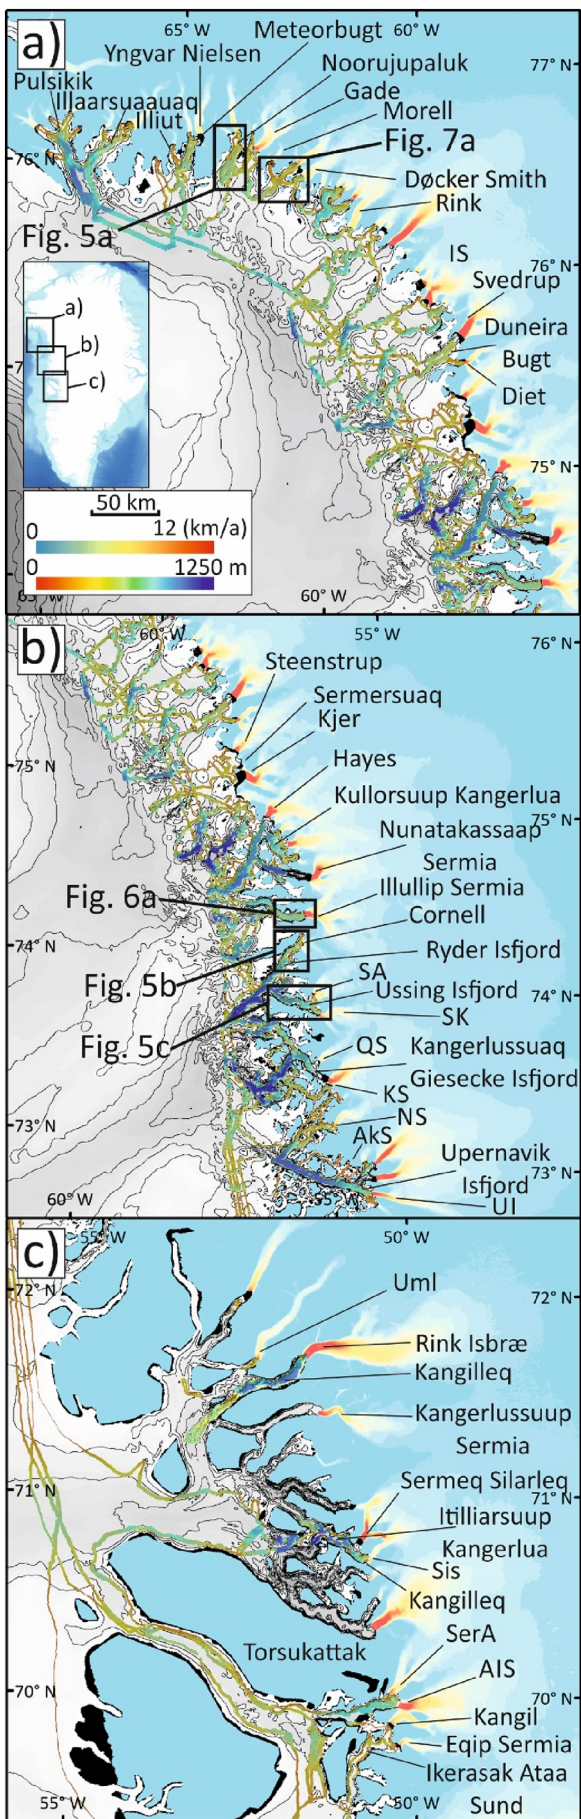 a)
65° W
Meteorbugt
60° W
Yngvar Nielsen
77° N
Noorujupaluk
Pulsikik
Illaarsuaauaq
Gade
Illiut
Morell
Fig. 7a
76° N
Døcker Smith
Rink
Fig. 5a
IS
76° N
Svedrup
a)
Duneira
b)
Bugt
c)
Diet
50 km
75° N
0 12 (km/a)
0 1250 m
60° W
b)
60° W
55° W
76° N
Steenstrup
Sermersuaq
Kjer
75° N
Hayes
75° N
Kullorsuup Kangerlua
Nunatakassaap
Sermia
Fig. 6a
Illullip Sermia
Cornell
74° N
Ryder Isfjord
Fig. 5b
SA
Ussing Isfjord
74° N
SK
Fig. 5c
QS
Kangerlussuaq
Giesecke Isfjord
KS
73° N
NS
AkS
Upernavik
73° N
Isfjord
60° W
55° W
UI
c)
55° W
50° W
72° N
Uml
72° N
Rink Isbræ
Kangilleq
Kangerlussuup
Sermia
71° N
71° N
Sermeq Silarleq
Itilliarsuup
Kangerlua
Sis
Kangilleq
SerA
Torsukattak
AIS
70° N
70° N
Kangil
Eqip Sermia
Ikerasak Ataa
Sund
55° W
50° W